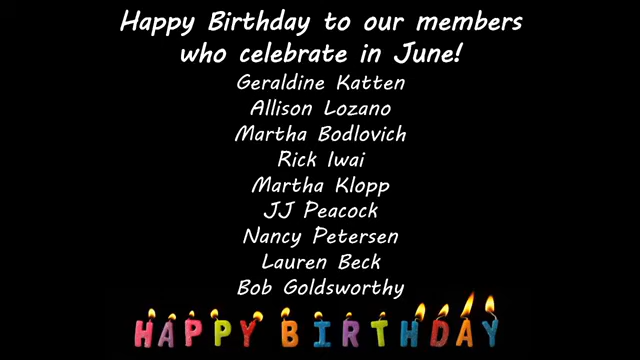 Happy Birthday to our members
who celebrate in June!
Geraldine Katten
Allison Lozano
Martha Bodlovich
Rick Iwai
Martha Klopp
JJ Peacock
Nancy Petersen
Lauren Beck
Bob Goldsworthy
HAPPY BIRTHDAY